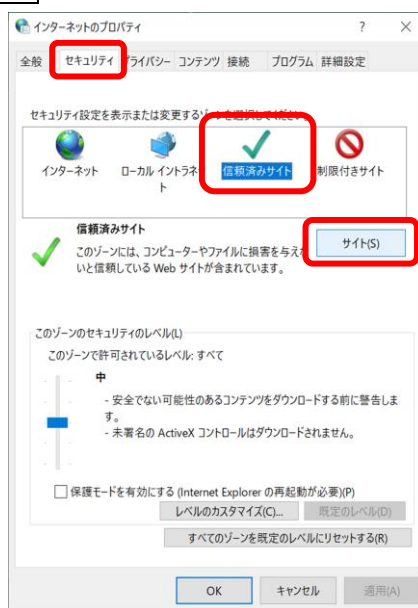 インターネットのプロパティ ? ×
全般 セキュリティ プライバシー コンテンツ 接続 プログラム 詳細設定
セキュリティ設定を表示または変更するゾーンを選択してください。
インターネット ローカル イントラネット 信頼済みサイト 制限付きサイト
信頼済みサイト
サイト(S)
このゾーンには、コンピューターやファイルに損害を与えな
いと信頼している Web サイトが含まれています。
このゾーンのセキュリティのレベル(L)
このゾーンで許可されているレベル: すべて
中
- 安全でない可能性のあるコンテンツをダウンロードする前に警告しま
す。
- 未署名の ActiveX コントロールはダウンロードされません。
保護モードを有効にする (Internet Explorer の再起動が必要)(P)
レベルのカスタマイズ(C)... 既定のレベル(D)
すべてのゾーンを既定のレベルにリセットする(R)
OK キャンセル 適用(A)